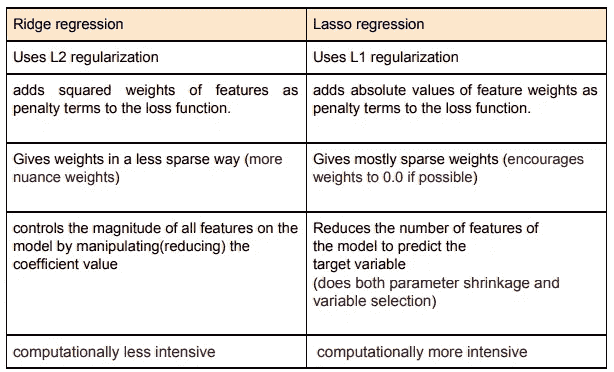 Ridge regression
Lasso regression
Uses L2 regularization
Uses L1 regularization
adds squared weights of features as
penalty terms to the loss function.
adds absolute values of feature weights as
penalty terms to the loss function.
Gives weights in a less sparse way (more
nuance weights)
Gives mostly sparse weights (encourages
weights to 0.0 if possible)
controls the magnitude of all features on the
model by manipulating(reducing) the
coefficient value
Reduces the number of features of
the model to predict the
target variable
(does both parameter shrinkage and
variable selection)
computationally less intensive
computationally more intensive